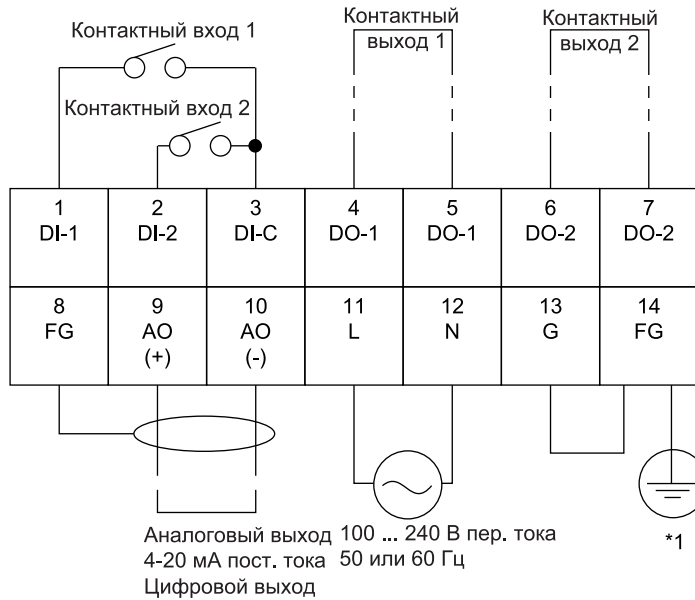 Контактный вход 1
Контактный вход 2
Контактный
выход 1
Контактный
выход 2
1
DI-1
2
DI-2
3
DI-C
4
DO-1
5
DO-1
6
DO-2
7
DO-2
8
FG
9
AO
(+)
10
AO
(-)
11
L
12
N
13
G
14
FG
Аналоговый выход
4-20 мА пост. тока
Цифровой выход
100 ... 240 В пер. тока
50 или 60 Гц
*1